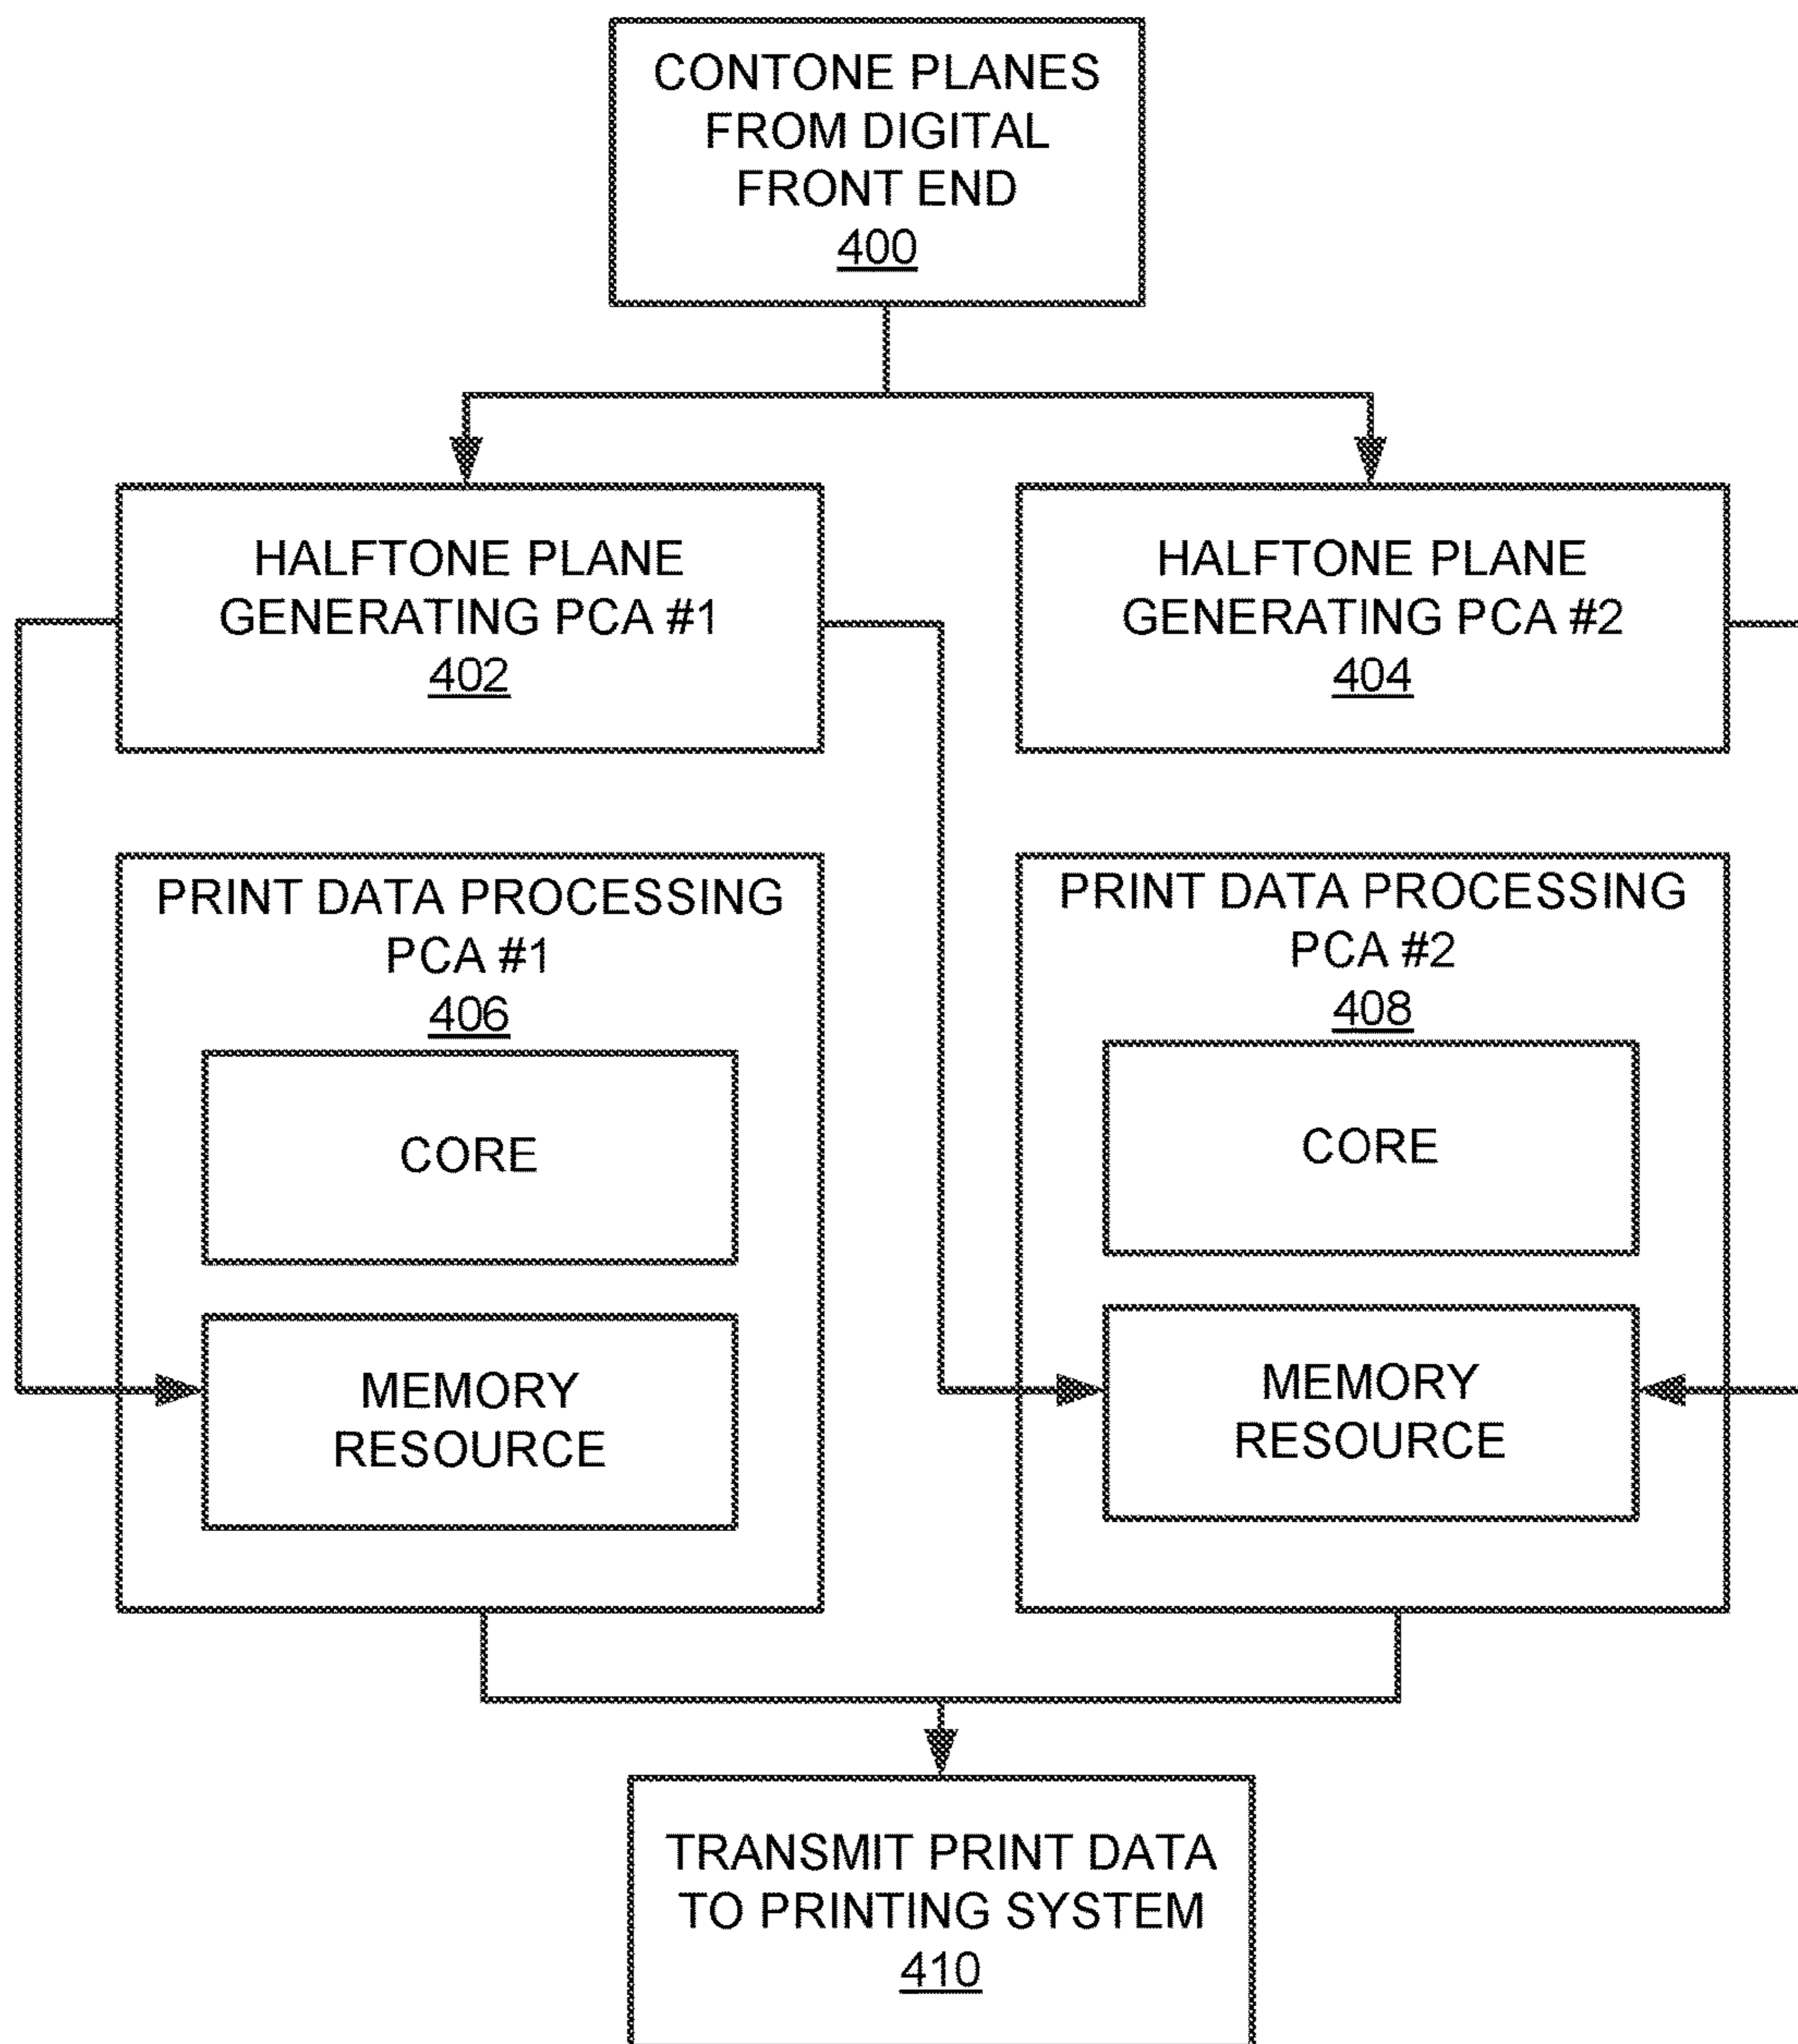 CONTONE PLANES
FROM DIGITAL
FRONT END
400
HALFTONE PLANE
GENERATING PCA #1
402
HALFTONE PLANE
GENERATING PCA #2
404
PRINT DATA PROCESSING
PCA #1
406
CORE
MEMORY
RESOURCE
PRINT DATA PROCESSING
PCA #2
408
CORE
MEMORY
RESOURCE
TRANSMIT PRINT DATA
TO PRINTING SYSTEM
410